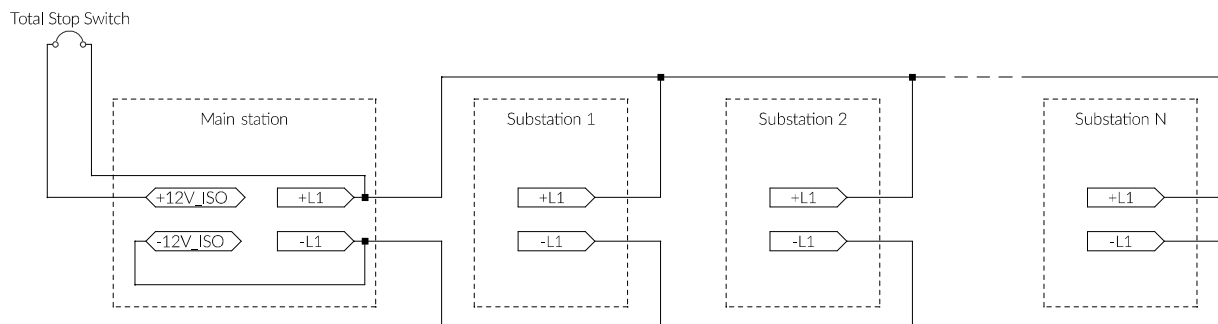 Total Stop Switch
Main station
Substation 1
Substation 2
Substation N
+12V_ISO
+L1
+L1
+L1
+L1
-12V_ISO
-L1
-L1
-L1
-L1